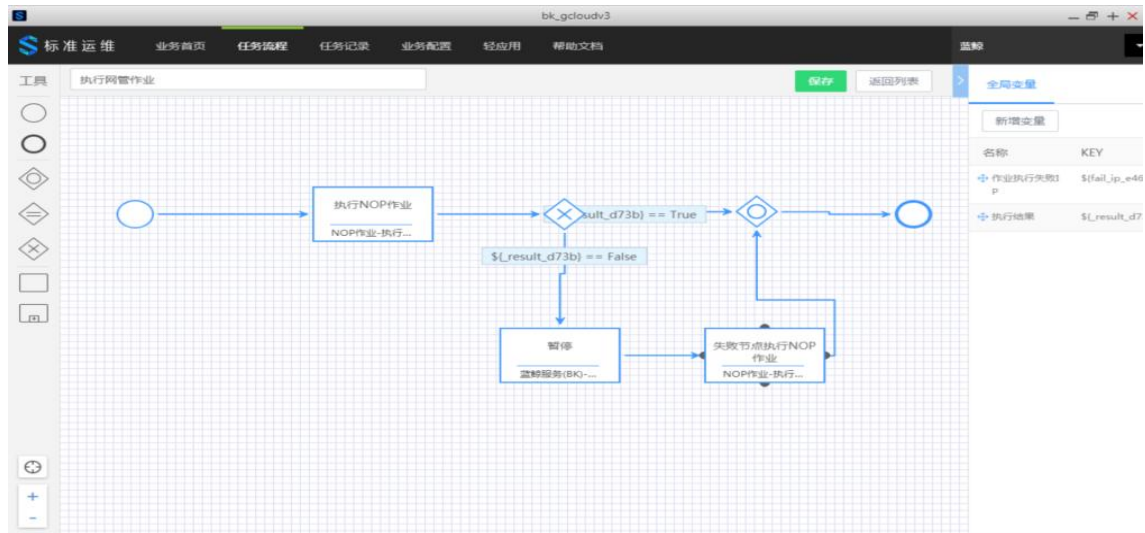 bk_gcloudv3
标准运维
业务首页 任务流程 任务记录 业务配置 轻应用 帮助文档
蓝鲸
工具
执行网管作业
保存
返回列表
全局变量
新增变量
名称 KEY
作业执行失败I
P
${fail_ip_e46
执行结果 ${_result_d7
执行NOP作业
NOP作业-执行...
sult_d73b} == True
${_result_d73b} == False
暂停
蓝鲸服务(BK)-...
失败节点执行NOP
作业
NOP作业-执行...